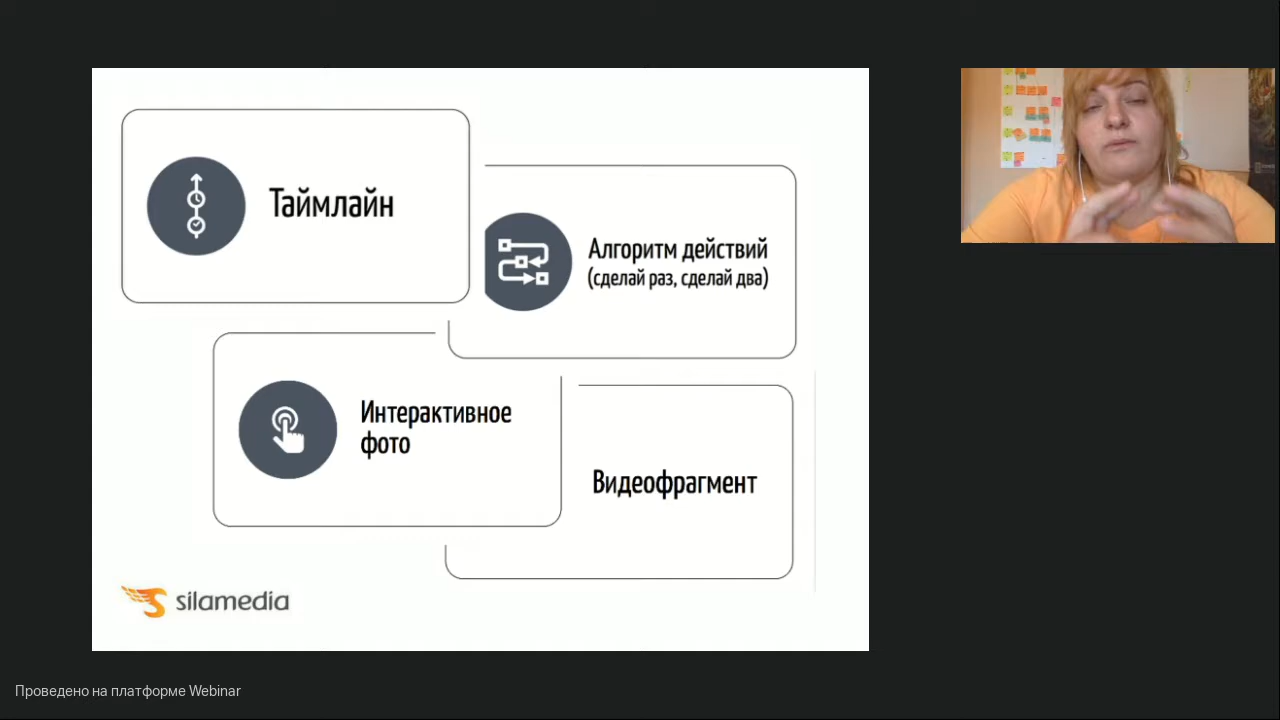 Таймлайн
Алгоритм действий
(сделай раз, сделай два)
Интерактивное
фото
Видеофрагмент
silamedia
Проведено на платформе Webinar